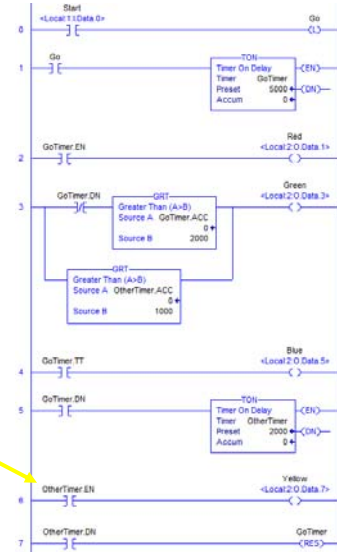 Start
<Local:1:I.Data.0>
Go
0
(L)
Go
1
TON
Timer On Delay
(EN)
Timer GoTimer
Preset 5000
(DN)
Accum 0
GoTimer.EN
Red
<Local:2:O.Data.1>
2
GoTimer.DN
GRT
Green
<Local:2:O.Data.3>
3
Greater Than (A>B)
Source A GoTimer.ACC
0
Source B 2000
GRT
Greater Than (A>B)
Source A OtherTimer.ACC
0
Source B 1000
GoTimer.TT
Blue
<Local:2:O.Data.5>
4
GoTimer.DN
5
TON
Timer On Delay
(EN)
Timer OtherTimer
Preset 2000
(DN)
Accum 0
OtherTimer.EN
Yellow
<Local:2:O.Data.7>
6
OtherTimer.DN
GoTimer
7
(RES)